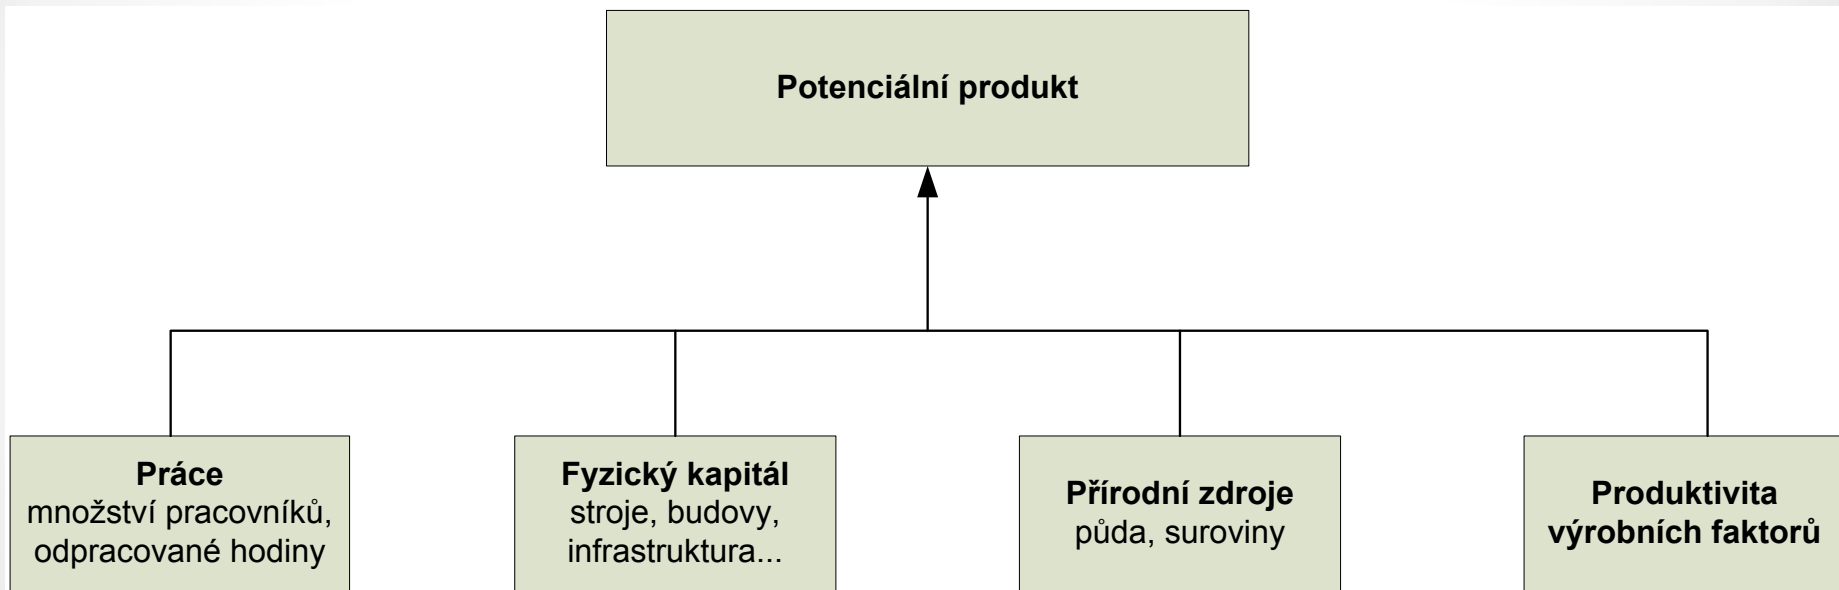 Potenciální produkt
Práce
množství pracovníků,
odpracované hodiny
Fyzický kapitál
stroje, budovy,
infrastruktura...
Přírodní zdroje
půda, suroviny
Produktivita
výrobních faktorů